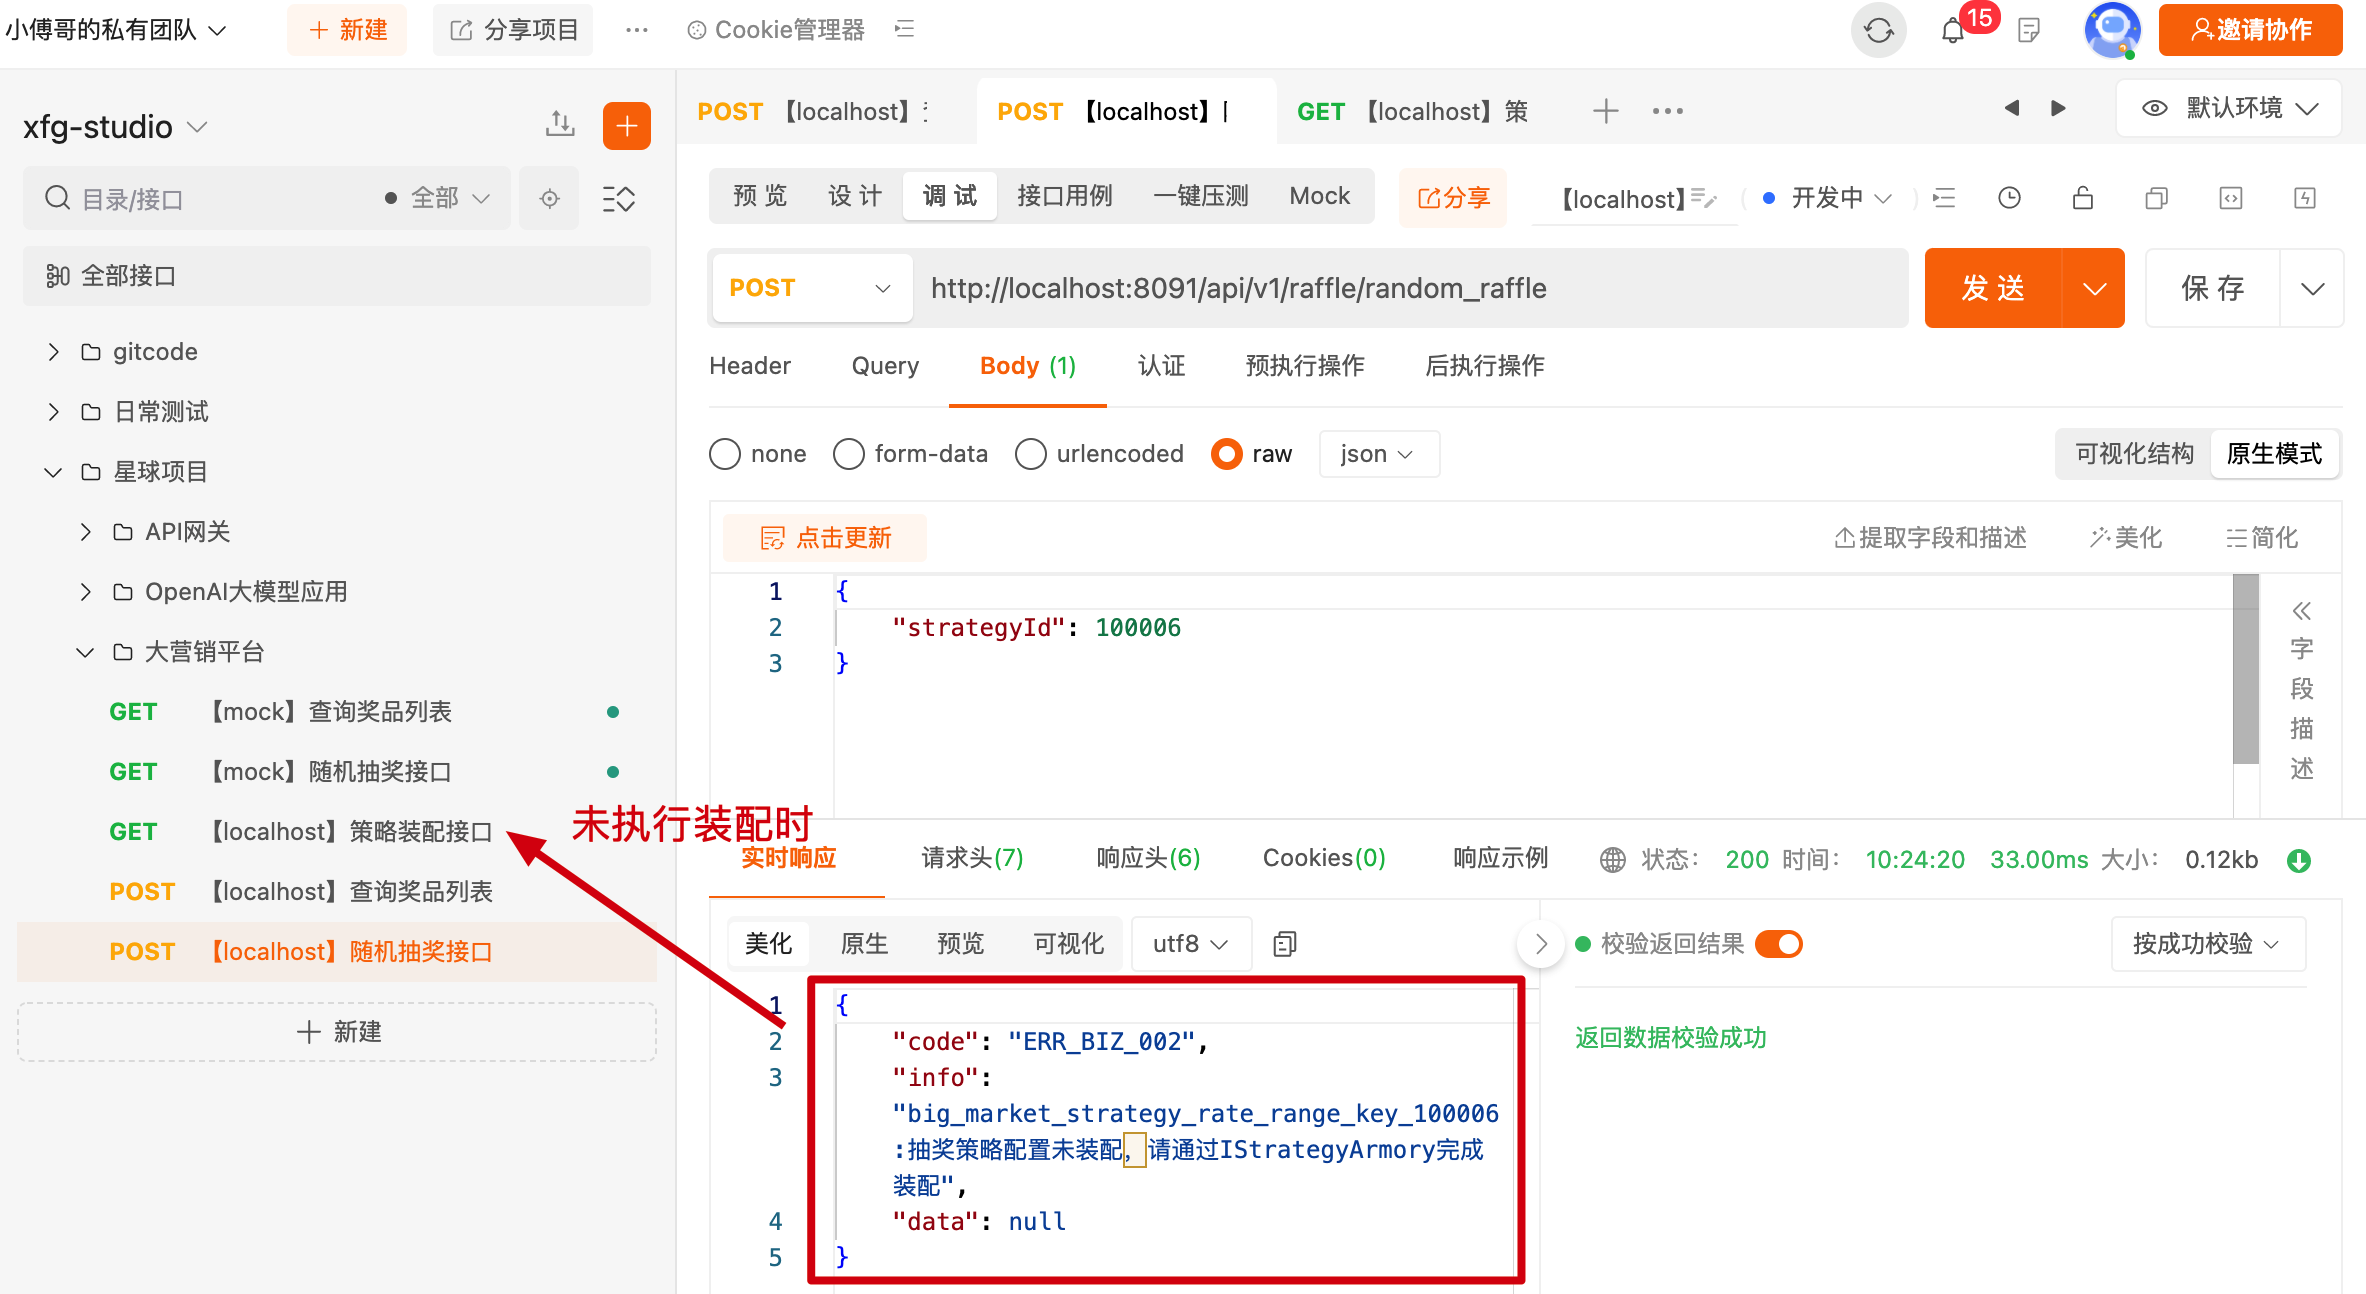 小傅哥的私有团队
新建
分享项目
Cookie管理器
15
邀请协作
xfg-studio
目录/接口
全部
全部接口
gitcode
日常测试
星球项目
API网关
OpenAI大模型应用
大营销平台
GET 【mock】查询奖品列表
GET 【mock】随机抽奖接口
GET 【localhost】策略装配接口
POST 【localhost】查询奖品列表
POST 【localhost】随机抽奖接口
新建
未执行装配时
POST 【localhost】
POST 【localhost】
GET 【localhost】策
默认环境
预览 设计 调试 接口用例 一键压测 Mock
分享
【localhost】
开发中
POST
http://localhost:8091/api/v1/raffle/random_raffle
发送
保存
Header Query Body (1) 认证 预执行操作 后执行操作
none form-data urlencoded raw json
可视化结构 原生模式
点击更新
提取字段和描述 美化 简化
1 {
2 "strategyId": 100006
3 }
字段描述
实时响应 请求头(7) 响应头(6) Cookies(0) 响应示例
状态： 200 时间： 10:24:20 33.00ms 大小： 0.12kb
美化 原生 预览 可视化 utf8
校验返回结果
按成功校验
返回数据校验成功
1 {
2 "code": "ERR_BIZ_002",
3 "info":
"big_market_strategy_rate_range_key_100006
:抽奖策略配置未装配，请通过IStrategyArmory完成
装配",
4 "data": null
5 }